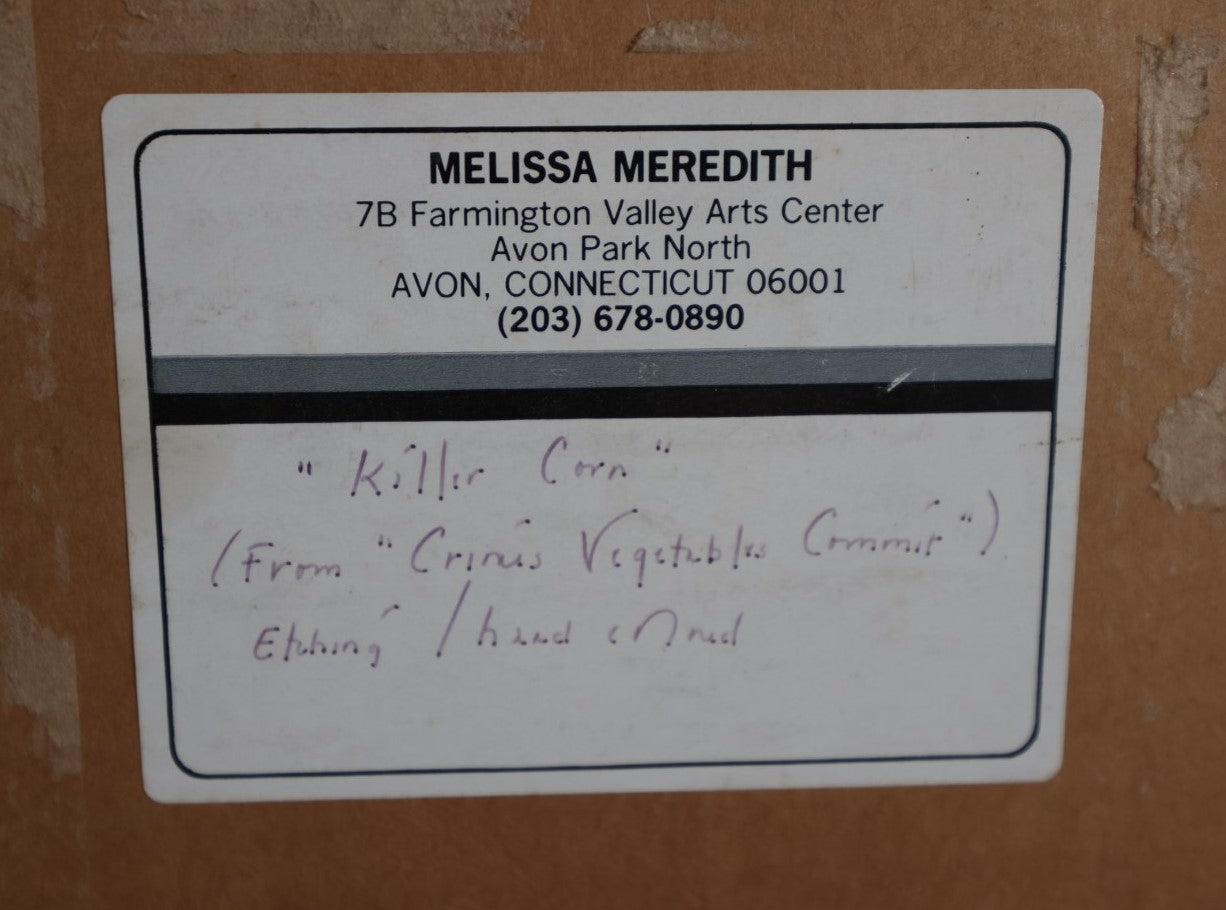 MELISSA MEREDITH
7B Farmington Valley Arts Center
Avon Park North
AVON, CONNECTICUT 06001
(203) 678-0890
"Killer Corn"
(From "Crimes Vegetables Commit")
Etching / hand colored